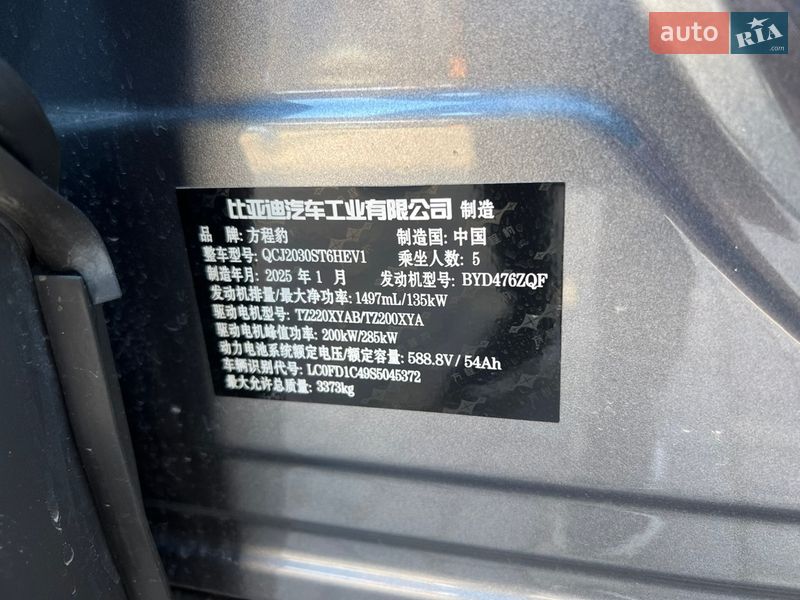 auto RIA .com
比亚迪汽车工业有限公司 制造
品 牌: 方程豹 制造国: 中国
整车型号: QCJ2030ST6HEV1 乘坐人数: 5
制造年月: 2025 年 1 月 发动机型号: BYD476ZQF
发动机排量/最大净功率: 1497mL/135kW
驱动电机型号: TZ220XYAB/TZ200XYA
驱动电机峰值功率: 200kW/285kW
动力电池系统额定电压/额定容量: 588.8V/ 54Ah
车辆识别代号: LC0FD1C49S5045372
最大允许总质量: 3373kg